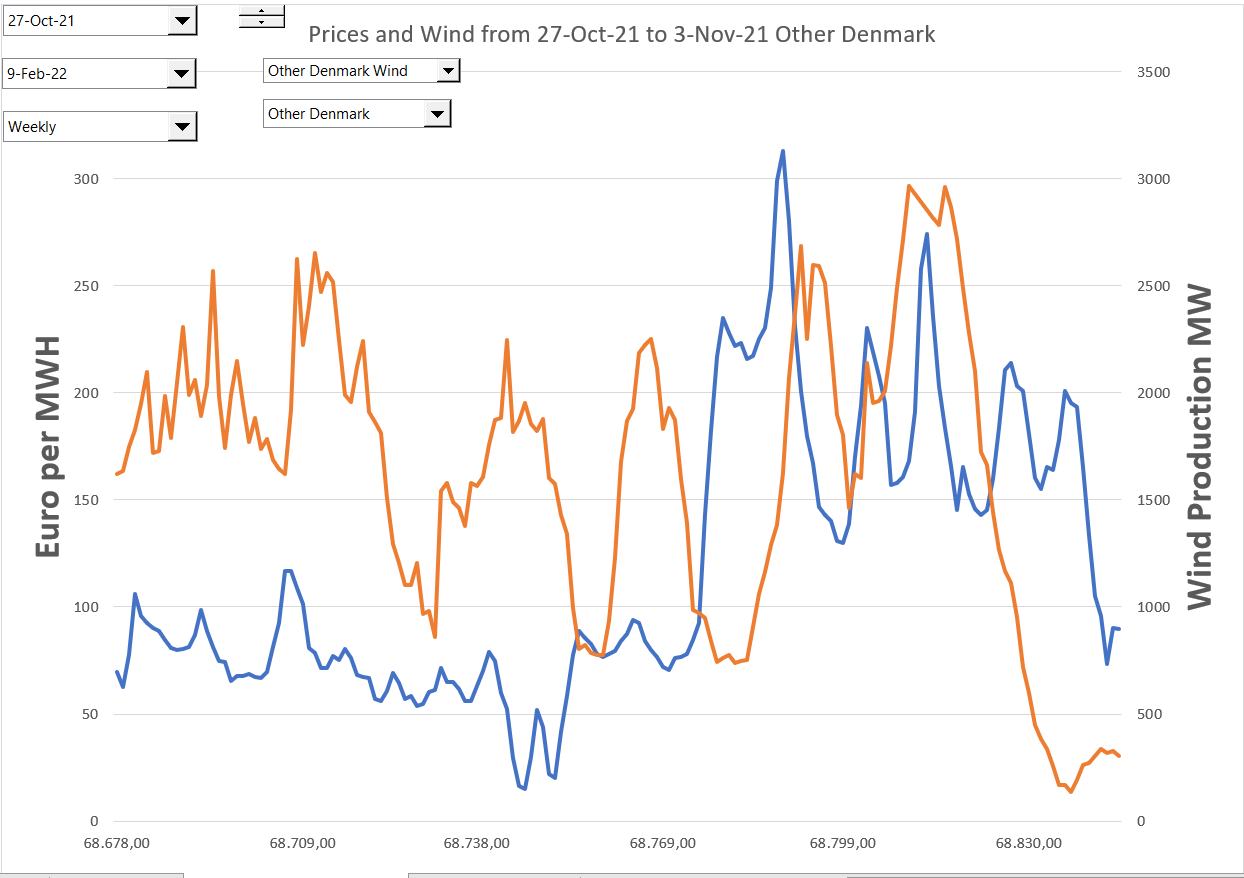 27-Oct-21
Prices and Wind from 27-Oct-21 to 3-Nov-21 Other Denmark
9-Feb-22
Other Denmark Wind
3500
Other Denmark
Weekly
300
3000
250
2500
200
2000
150
1500
100
1000
50
500
0
0
Euro per MWH
Wind Production MW
68.678,00
68.709,00
68.738,00
68.769,00
68.799,00
68.830,00